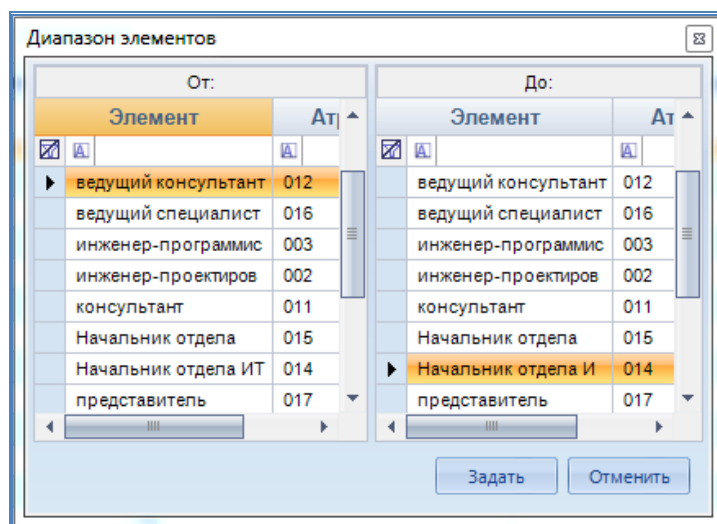 Диапазон элементов
От:
Элемент Атр
A A
ведущий консультант 012
ведущий специалист 016
инженер-программис 003
инженер-проектиров 002
консультант 011
Начальник отдела 015
Начальник отдела ИТ 014
представитель 017
До:
Элемент Ат
A A
ведущий консультант 012
ведущий специалист 016
инженер-программис 003
инженер-проектиров 002
консультант 011
Начальник отдела 015
Начальник отдела И 014
представитель 017
Задать Отменить